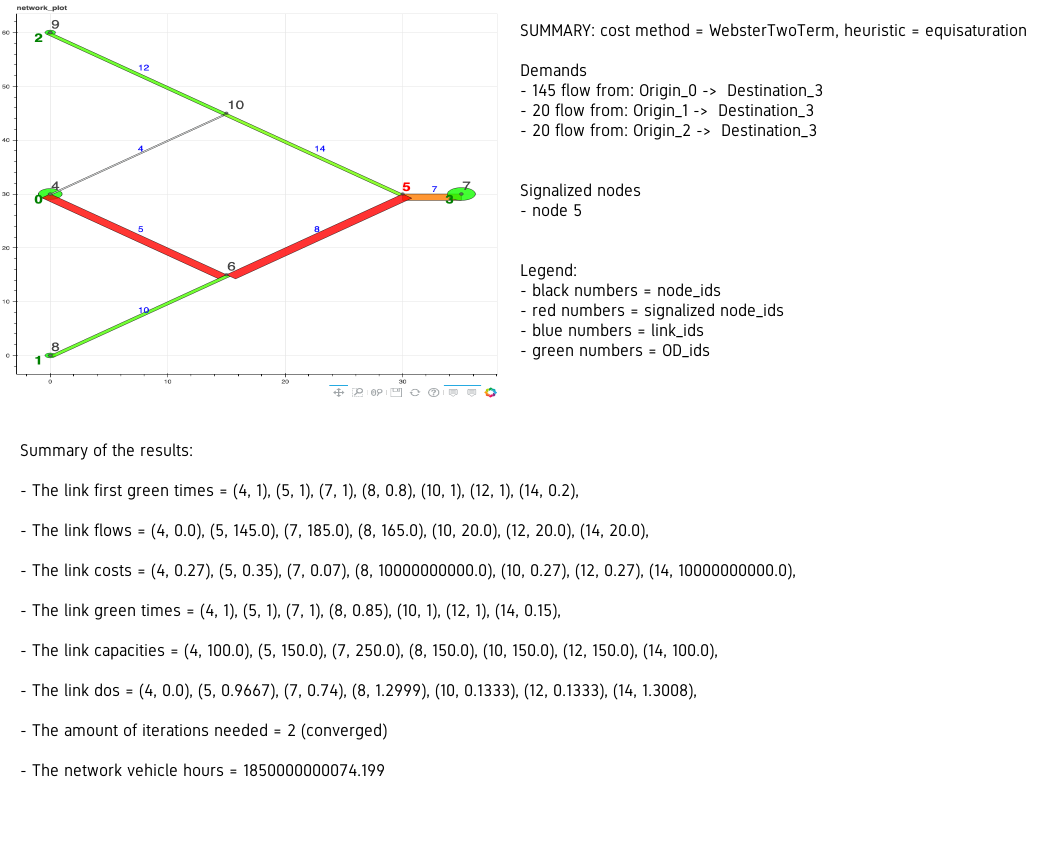 network_plot
SUMMARY: cost method = WebsterTwoTerm, heuristic = equisaturation
Demands
- 145 flow from: Origin_0 -> Destination_3
- 20 flow from: Origin_1 -> Destination_3
- 20 flow from: Origin_2 -> Destination_3
Signalized nodes
- node 5
Legend:
- black numbers = node_ids
- red numbers = signalized node_ids
- blue numbers = link_ids
- green numbers = OD_ids
60
50
40
30
20
10
0
9
2
12
10
4
14
4
0
5
7
7
3
5
8
6
10
8
1
0
10
20
30
Summary of the results:
- The link first green times = (4, 1), (5, 1), (7, 1), (8, 0.8), (10, 1), (12, 1), (14, 0.2),
- The link flows = (4, 0.0), (5, 145.0), (7, 185.0), (8, 165.0), (10, 20.0), (12, 20.0), (14, 20.0),
- The link costs = (4, 0.27), (5, 0.35), (7, 0.07), (8, 10000000000.0), (10, 0.27), (12, 0.27), (14, 10000000000.0),
- The link green times = (4, 1), (5, 1), (7, 1), (8, 0.85), (10, 1), (12, 1), (14, 0.15),
- The link capacities = (4, 100.0), (5, 150.0), (7, 250.0), (8, 150.0), (10, 150.0), (12, 150.0), (14, 100.0),
- The link dos = (4, 0.0), (5, 0.9667), (7, 0.74), (8, 1.2999), (10, 0.1333), (12, 0.1333), (14, 1.3008),
- The amount of iterations needed = 2 (converged)
- The network vehicle hours = 1850000000074.199